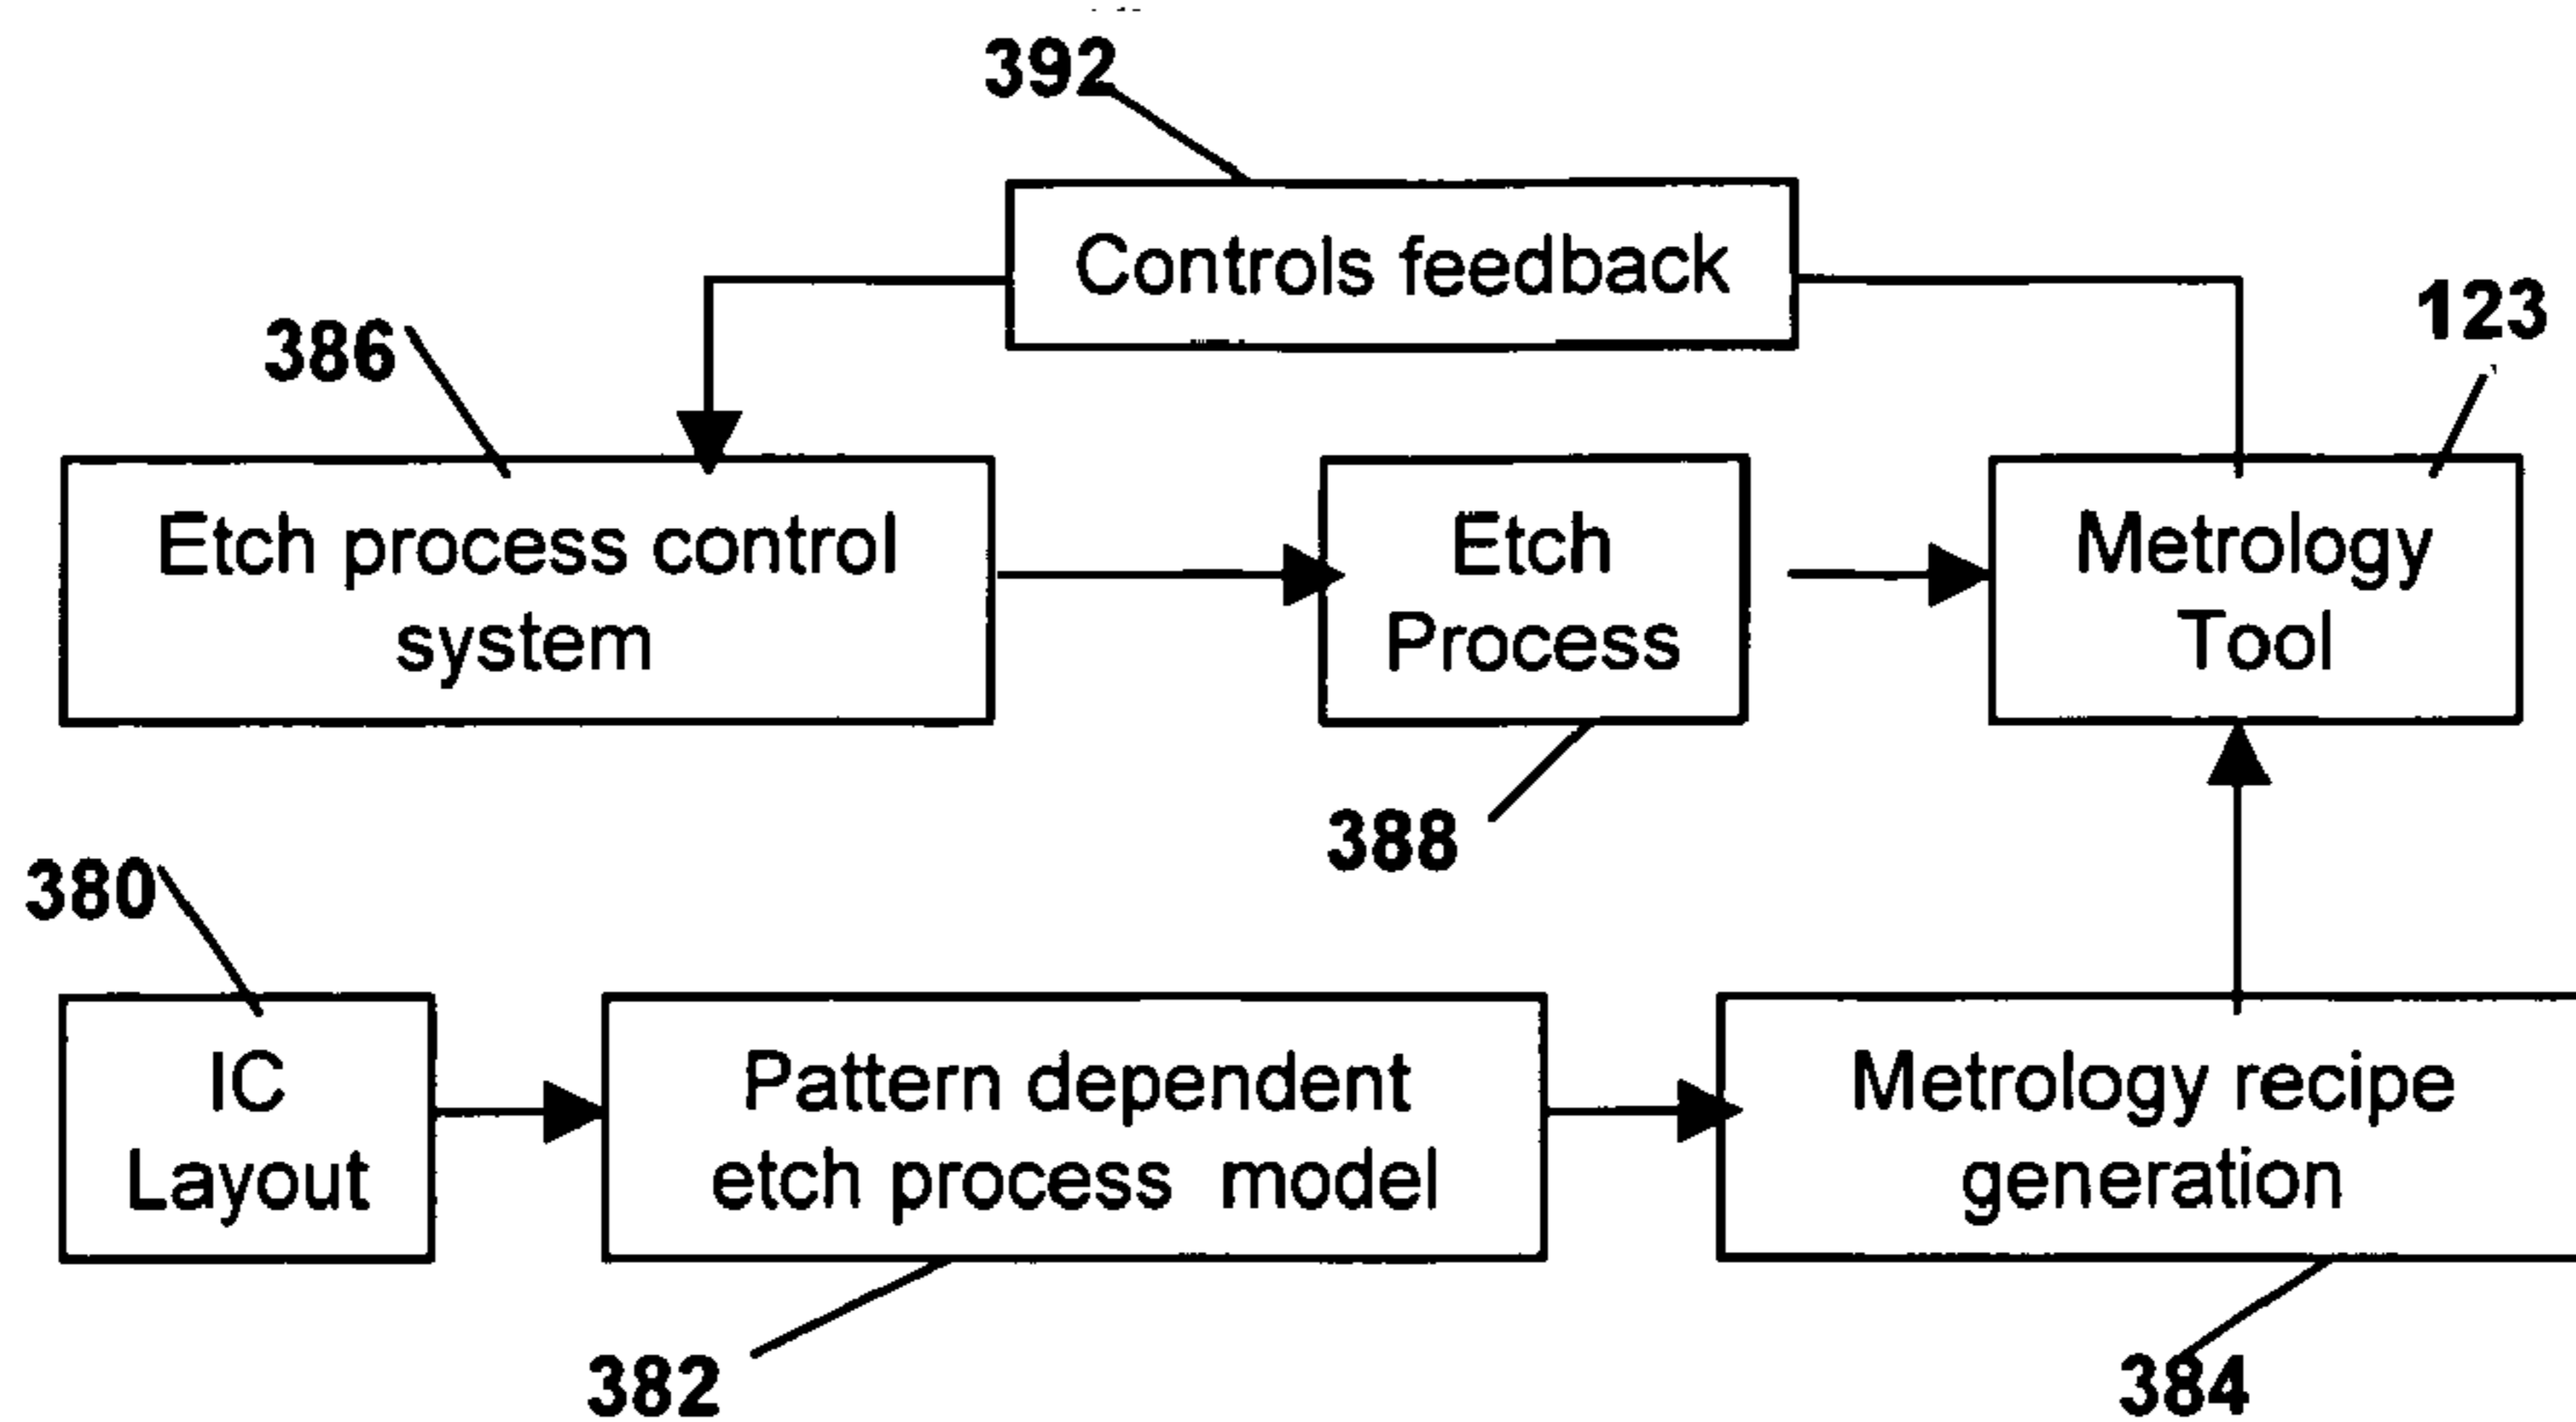 392
Controls feedback
386
123
Etch process control
system
Etch
Process
Metrology
Tool
388
380
IC
Layout
Pattern dependent
etch process model
Metrology recipe
generation
382
384